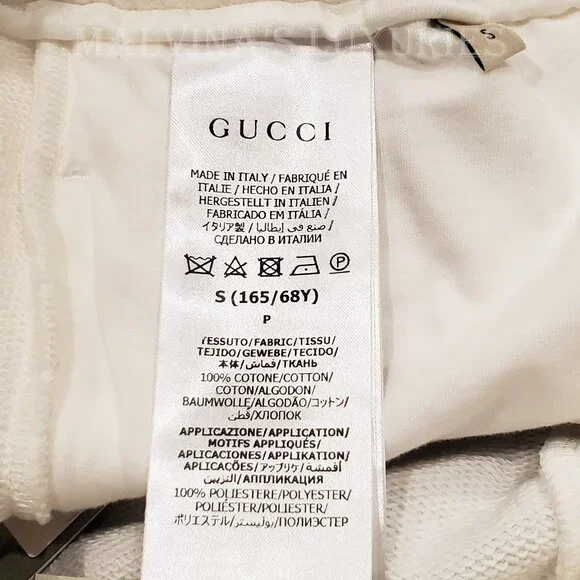 MALVINA'S LUXURIES
S
GUCCI
MADE IN ITALY / FABRIQUÉ EN
ITALIE / HECHO EN ITALIA /
HERGESTELLT IN ITALIEN /
FABRICADO EM ITÁLIA /
イタリア製 / صنع في إيطاليا /
СДЕЛАНО В ИТАЛИИ
P
S (165/68Y)
P
TESSUTO/FABRIC/TISSU/
TEJIDO/GEWEBE/TECIDO/
本体/قماش/ТКАНЬ
100% COTONE/COTTON/
COTON/ALGODON/
BAUMWOLLE/ALGODÃO/コットン/
قطن/ХЛОПОК
APPLICAZIONE/APPLICATION/
MOTIFS APPLIQUÉS/
APLICACIONES/APPLIKATION/
APLICAÇÕES/アップリケ/أقمشة
التزيين/АППЛИКАЦИЯ
100% POLIESTERE/POLYESTER/
POLIESTER/POLYESTER/
ポリエステル/بوليستر/ПОЛИЭСТЕР